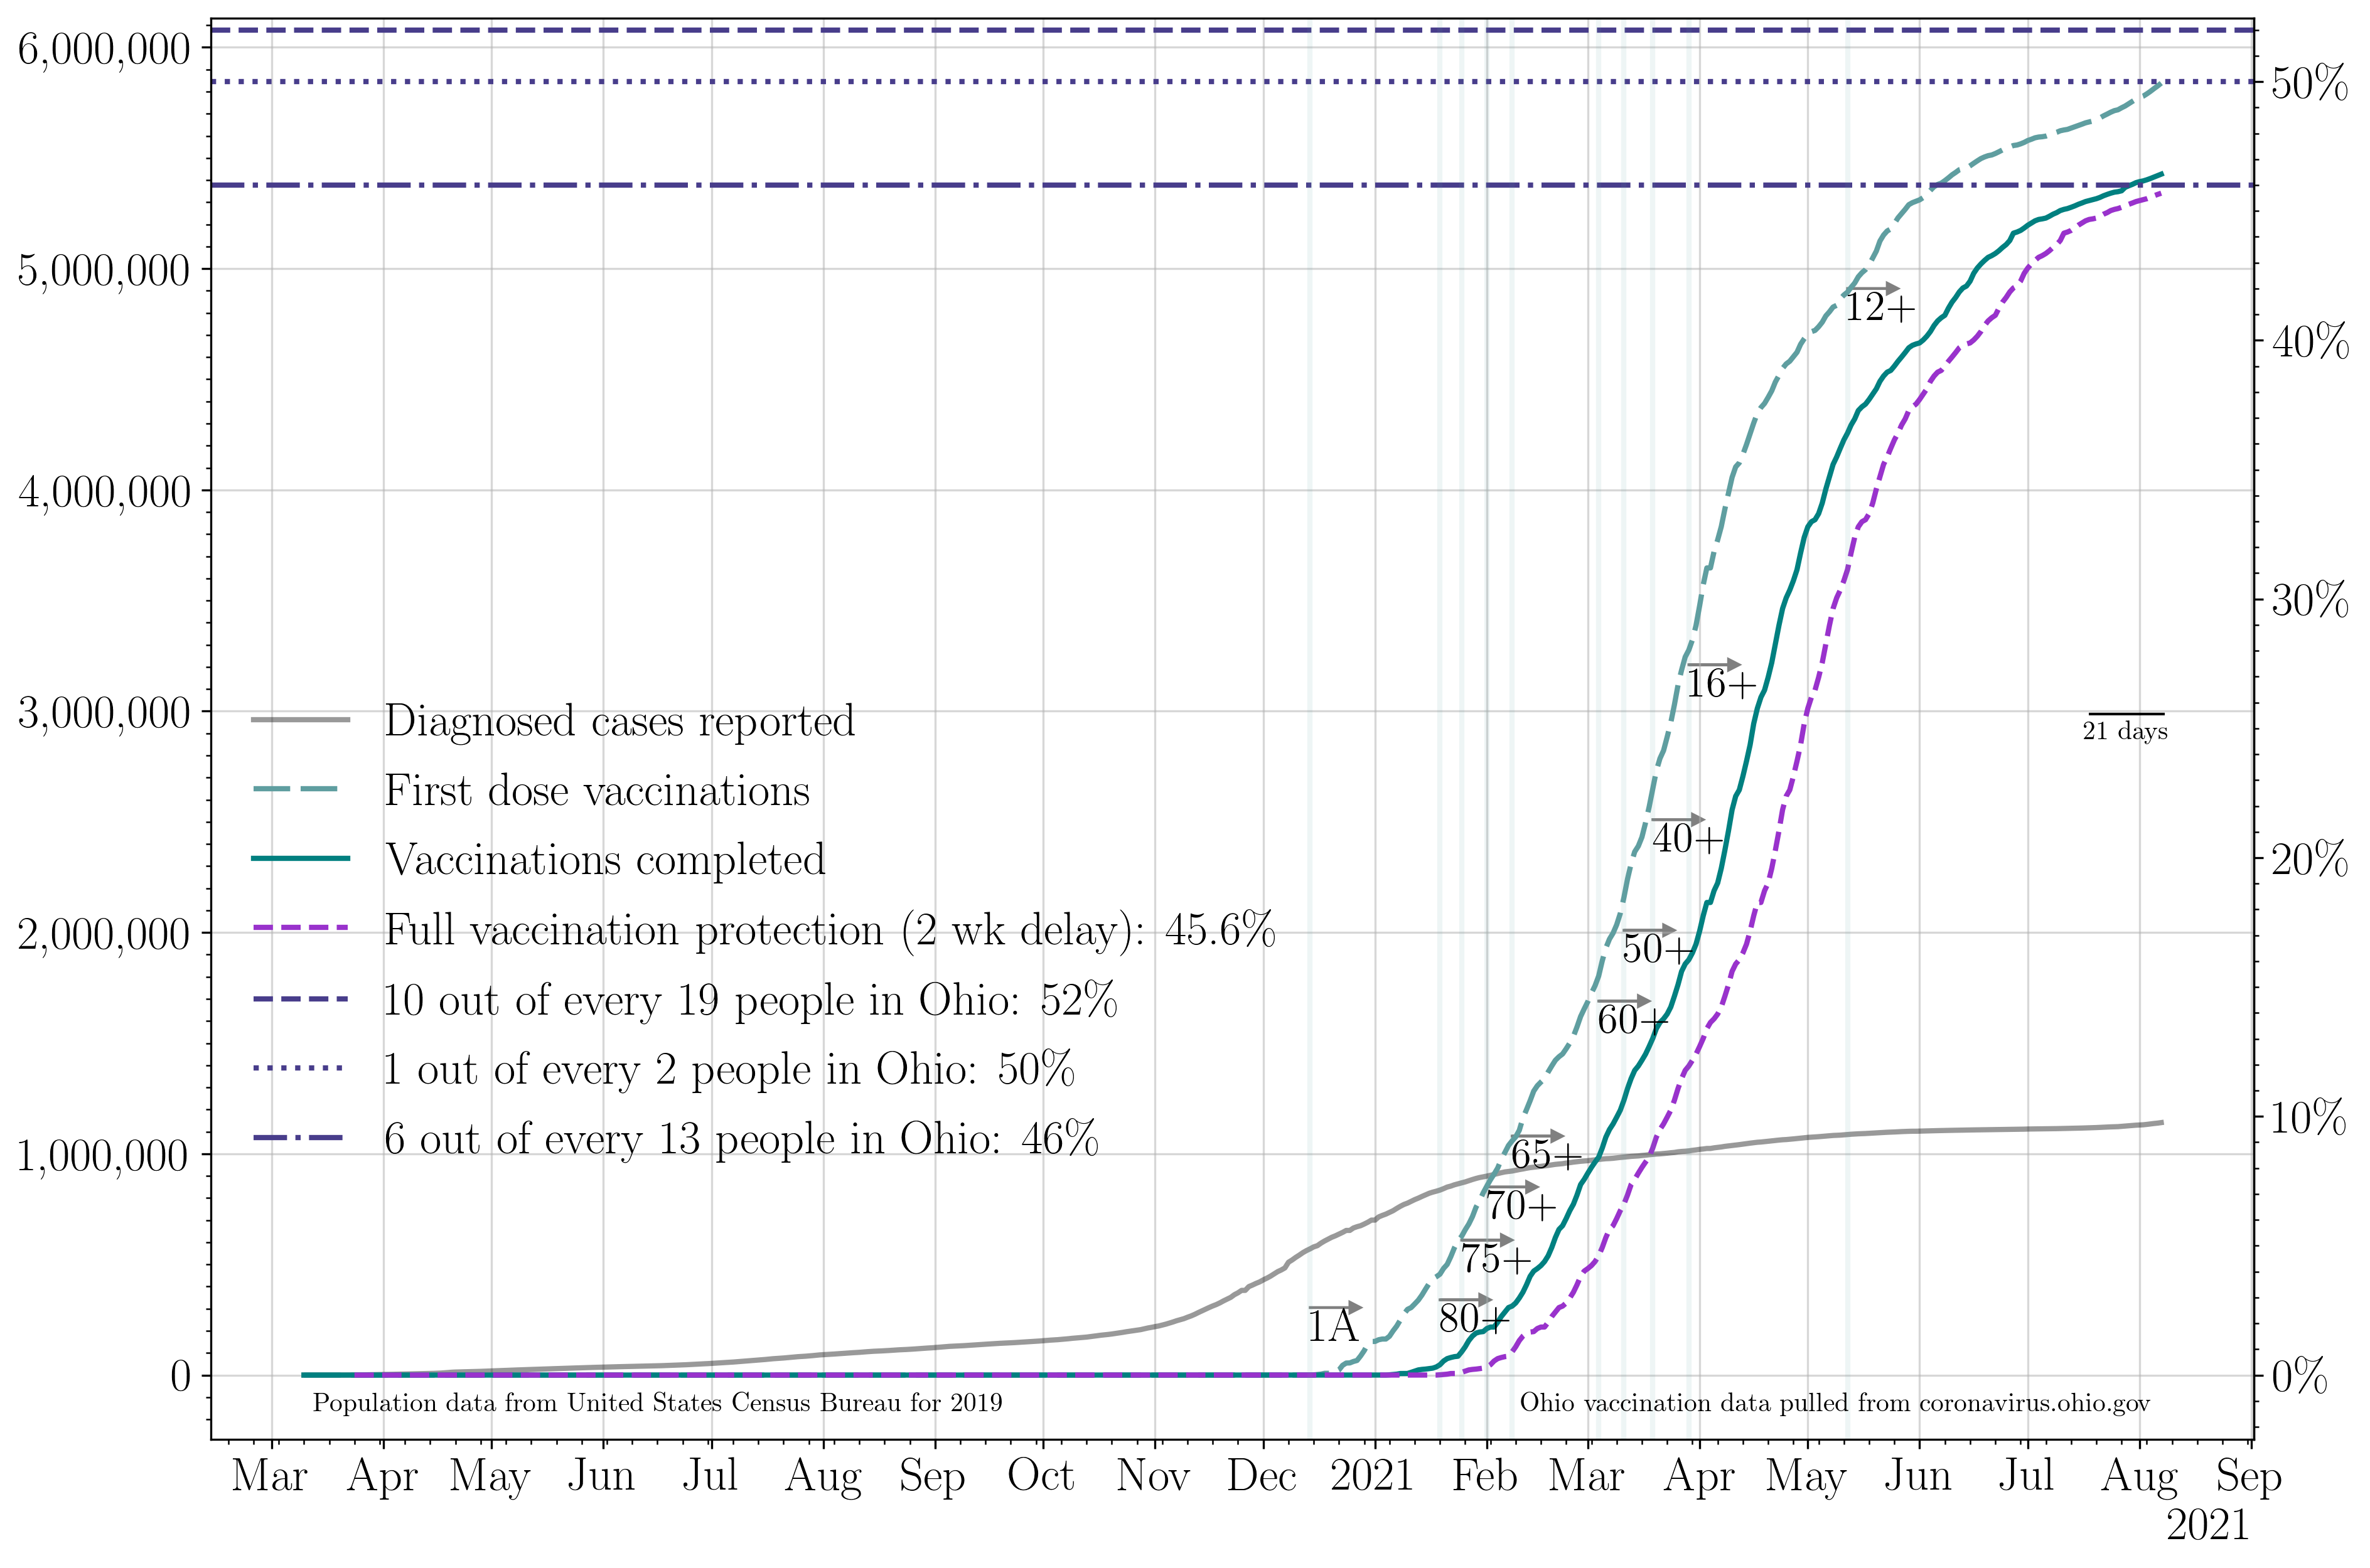 6,000,000
50%
5,000,000
12+
40%
4,000,000
30%
16+
3,000,000
Diagnosed cases reported
21 days
First dose vaccinations
40+
Vaccinations completed
20%
2,000,000
Full vaccination protection (2 wk delay): 45.6%
50+
10 out of every 19 people in Ohio: 52%
60+
1 out of every 2 people in Ohio: 50%
10%
6 out of every 13 people in Ohio: 46%
1,000,000
65+
70+
75+
80+
1A
0
0%
Population data from United States Census Bureau for 2019
Ohio vaccination data pulled from coronavirus.ohio.gov
Mar Apr May Jun Jul Aug Sep Oct Nov Dec 2021 Feb Mar Apr May Jun Jul Aug Sep
2021